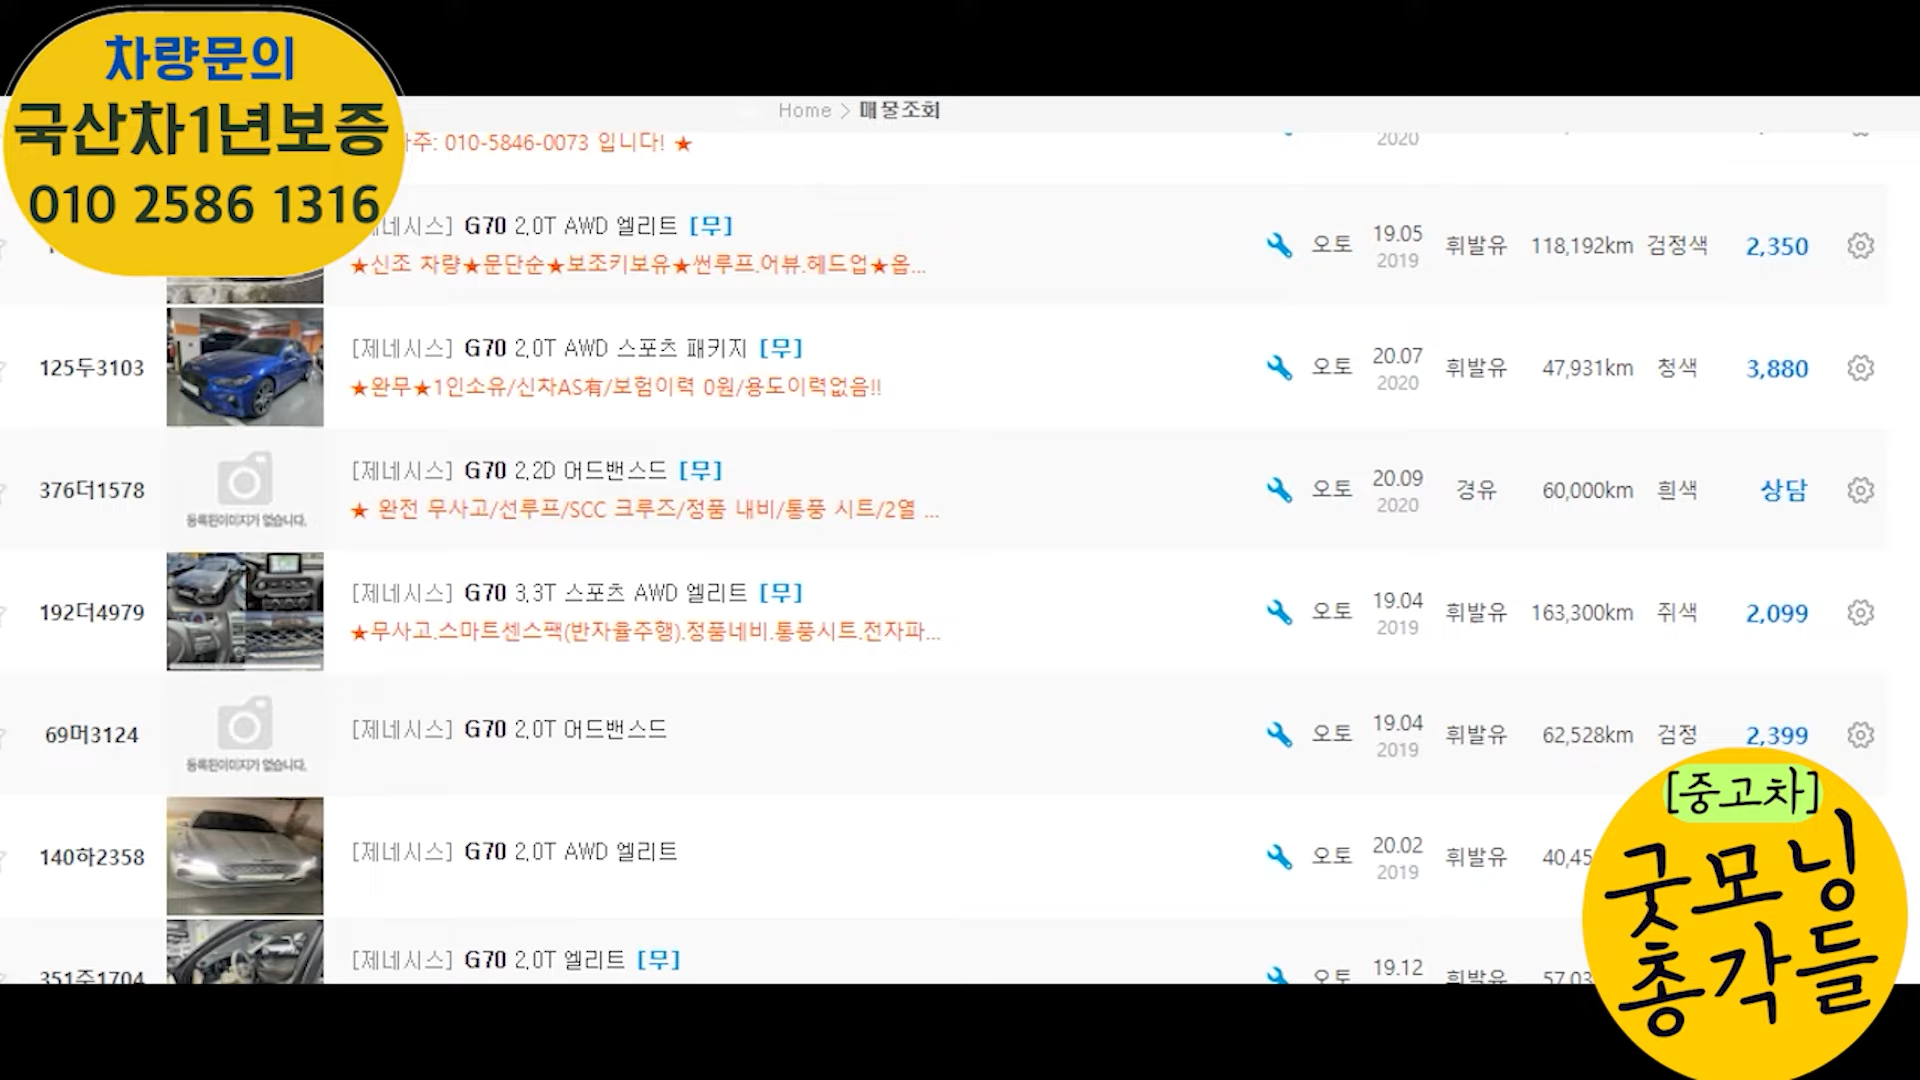 차량문의
국산차1년보증
010 2586 1316
Home > 매물조회
주: 010-5846-0073 입니다! ★
2020
[제네시스] G70 2.0T AWD 엘리트 [무]
★신조 차량★문단순★보조키보유★썬루프.어뷰.헤드업★옵...
오토 19.05 휘발유 118,192km 검정색 2,350
2019
125두3103
[제네시스] G70 2.0T AWD 스포츠 패키지 [무]
★완무★1인소유/신차AS有/보험이력 0원/용도이력없음!!
오토 20.07 휘발유 47,931km 청색 3,880
2020
376더1578
등록된이미지가 없습니다.
[제네시스] G70 2.2D 어드밴스드 [무]
★ 완전 무사고/선루프/SCC 크루즈/정품 내비/통풍 시트/2열 ...
오토 20.09 경유 60,000km 흰색 상담
2020
192더4979
[제네시스] G70 3.3T 스포츠 AWD 엘리트 [무]
★무사고.스마트센스팩(반자율주행).정품네비.통풍시트.전자파...
오토 19.04 휘발유 163,300km 쥐색 2,099
2019
69머3124
등록된이미지가 없습니다.
[제네시스] G70 2.0T 어드밴스드
오토 19.04 휘발유 62,528km 검정 2,399
2019
140하2358
[제네시스] G70 2.0T AWD 엘리트
오토 20.02 휘발유 40,45
2019
351주1704
[제네시스] G70 2.0T 엘리트 [무]
오토 19.12 휘발유 57,03
[중고차]
굿모닝
총각들